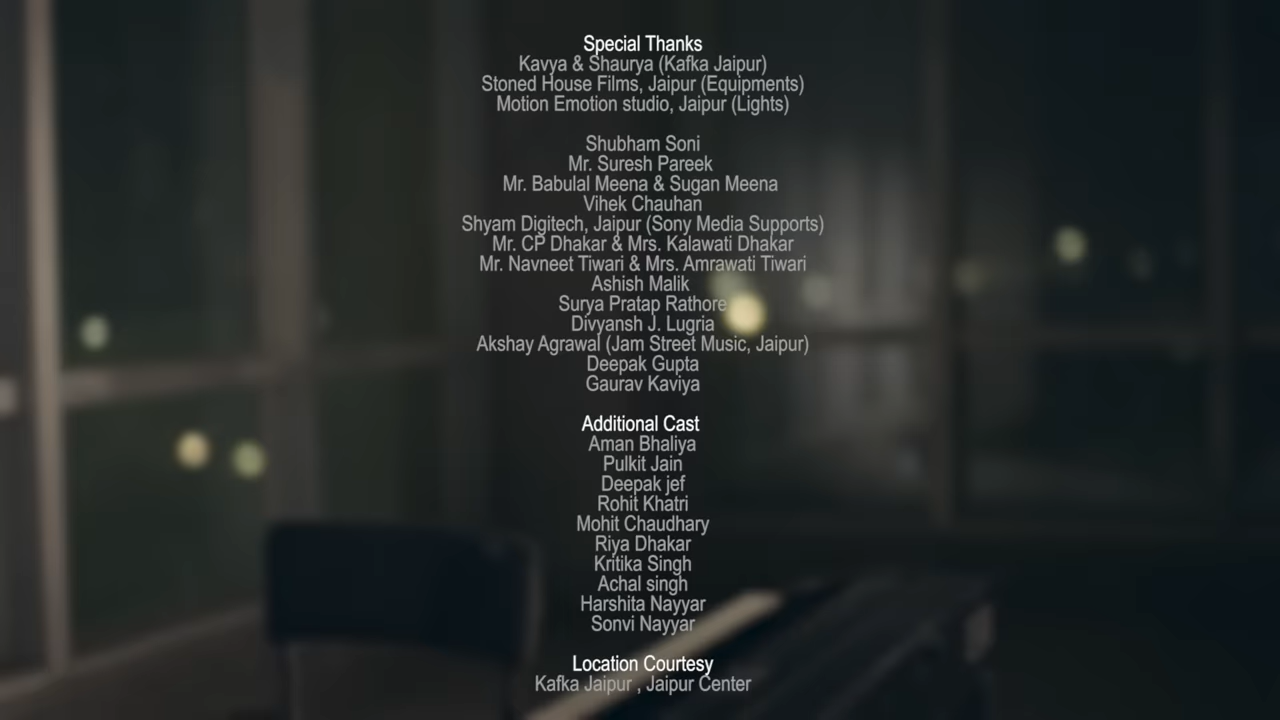 Special Thanks
Kavya & Shaurya (Kafka Jaipur)
Stoned House Films, Jaipur (Equipments)
Motion Emotion studio, Jaipur (Lights)
Shubham Soni
Mr. Suresh Pareek
Mr. Babulal Meena & Sugan Meena
Vihek Chauhan
Shyam Digitech, Jaipur (Sony Media Supports)
Mr. CP Dhakar & Mrs. Kalawati Dhakar
Mr. Navneet Tiwari & Mrs. Amrawati Tiwari
Ashish Malik
Surya Pratap Rathore
Divyansh J. Lugria
Akshay Agrawal (Jam Street Music, Jaipur)
Deepak Gupta
Gaurav Kaviya
Additional Cast
Aman Bhaliya
Pulkit Jain
Deepak jef
Rohit Khatri
Mohit Chaudhary
Riya Dhakar
Kritika Singh
Achal singh
Harshita Nayyar
Sonvi Nayyar
Location Courtesy
Kafka Jaipur , Jaipur Center